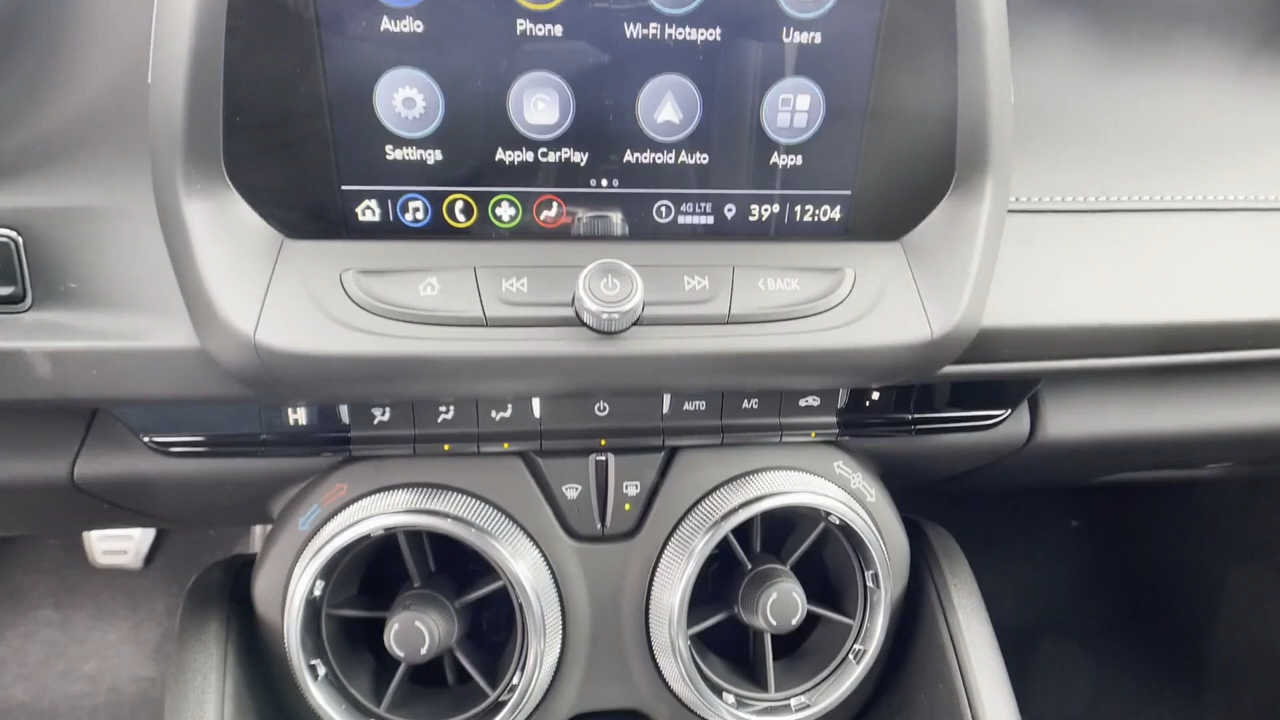 Audio
Phone
Wi-Fi Hotspot
Users
Settings
Apple CarPlay
Android Auto
Apps
1
4G LTE
39°
12:04
BACK
HI
AUTO
A/C